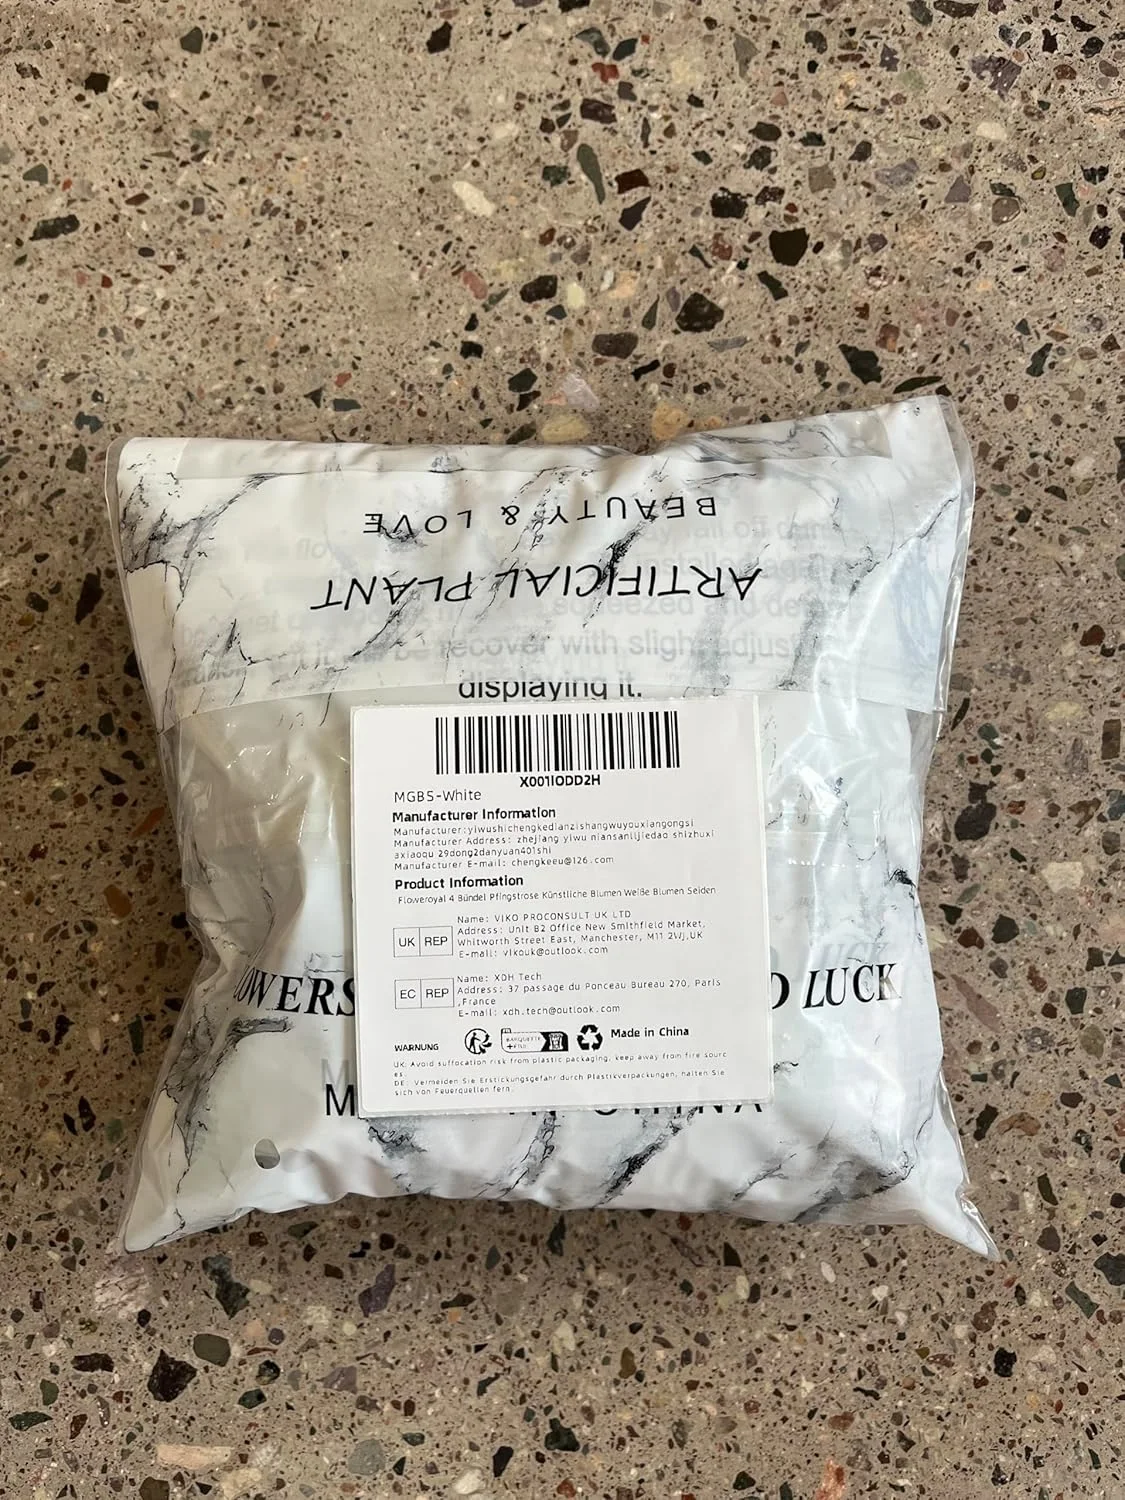 BEAUTY & LOVE
ARTIFICIAL PLANT
squeezed and
recover with
displaying it.
X001IODD2H
MGB5-White
Manufacturer Information
Manufacturer:yiwushichengkedianzishangwuyouxiangongsi
Manufacturer Address: zhejiang yiwu niansanlijiedao shizhuxi
axiaoqu 29dong2danyuan401shi
Manufacturer E-mail: chengkeeu@126.com
Product Information
Floweroyal 4 Bündel Pfingstrose Künstliche Blumen Weiße Blumen Seiden
UK REP
Name: VIKO PROCONSULT UK LTD
Address: Unit B2 Office New Smithfield Market,
Whitworth Street East, Manchester, M11 2WJ,UK
E-mail: vikouk@outlook.com
EC REP
Name: XDH Tech
Address: 37 passage du Ponceau Bureau 270, Paris
,France
E-mail: xdh.tech@outlook.com
OWERS LUCK
WARNUNG Made in China
UK: Avoid suffocation risk from plastic packaging, keep away from fire sourc
es.
DE: Vermeiden Sie Erstickungsgefahr durch Plastikverpackungen, halten Sie
sich von Feuerquellen fern.